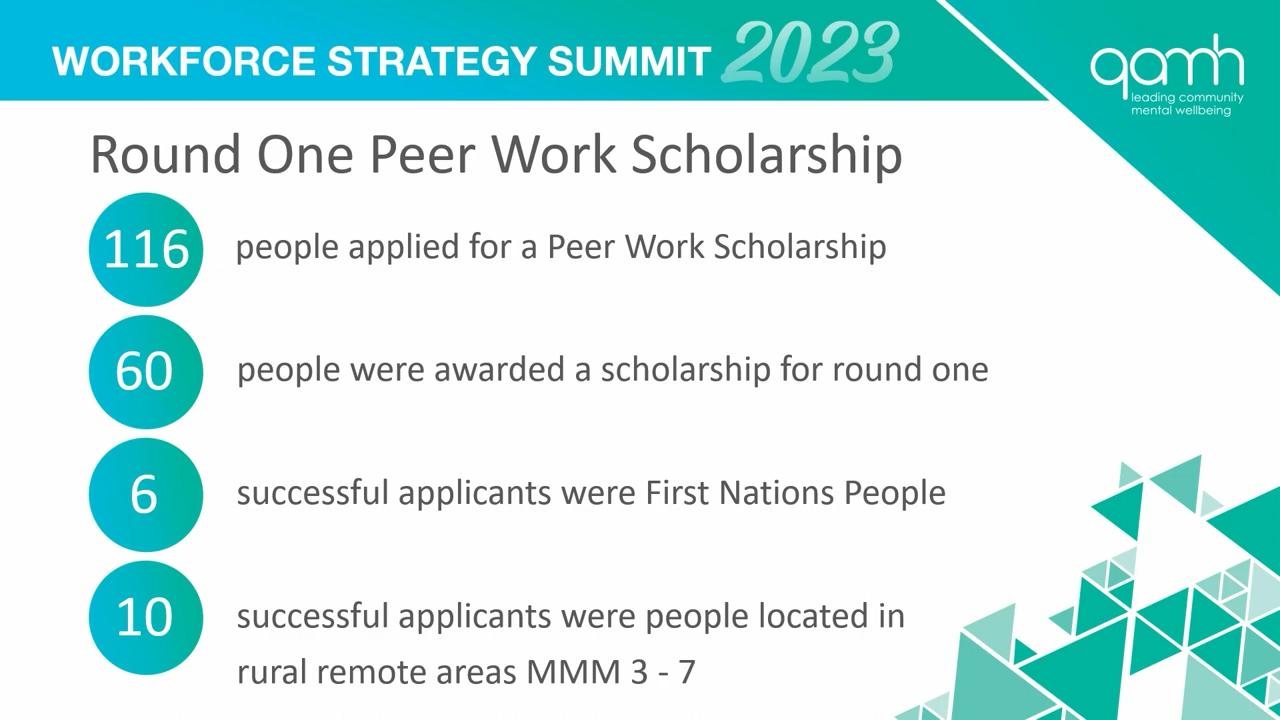 WORKFORCE STRATEGY SUMMIT 2023
qamh
leading community
mental wellbeing
Round One Peer Work Scholarship
116 people applied for a Peer Work Scholarship
60 people were awarded a scholarship for round one
6 successful applicants were First Nations People
10 successful applicants were people located in
rural remote areas MMM 3 - 7